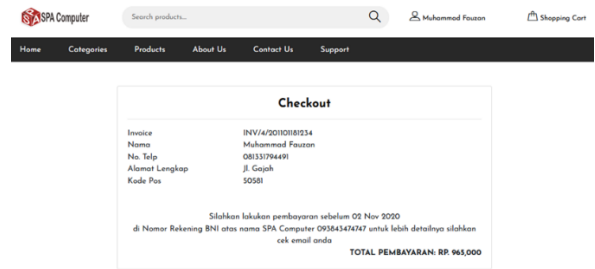 SPA Computer
Search products...
Muhammad Fauzan
Shopping Cart
Home Categories Products About Us Contact Us Support
Checkout
Invoice INV/4/201101181234
Nama Muhammad Fauzan
No. Telp 081331794491
Alamat Lengkap Jl. Gajah
Kode Pos 50581
Silahkan lakukan pembayaran sebelum 02 Nov 2020
di Nomor Rekening BNI atas nama SPA Computer 093843474747 untuk lebih detailnya silahkan
cek email anda
TOTAL PEMBAYARAN: RP. 965,000